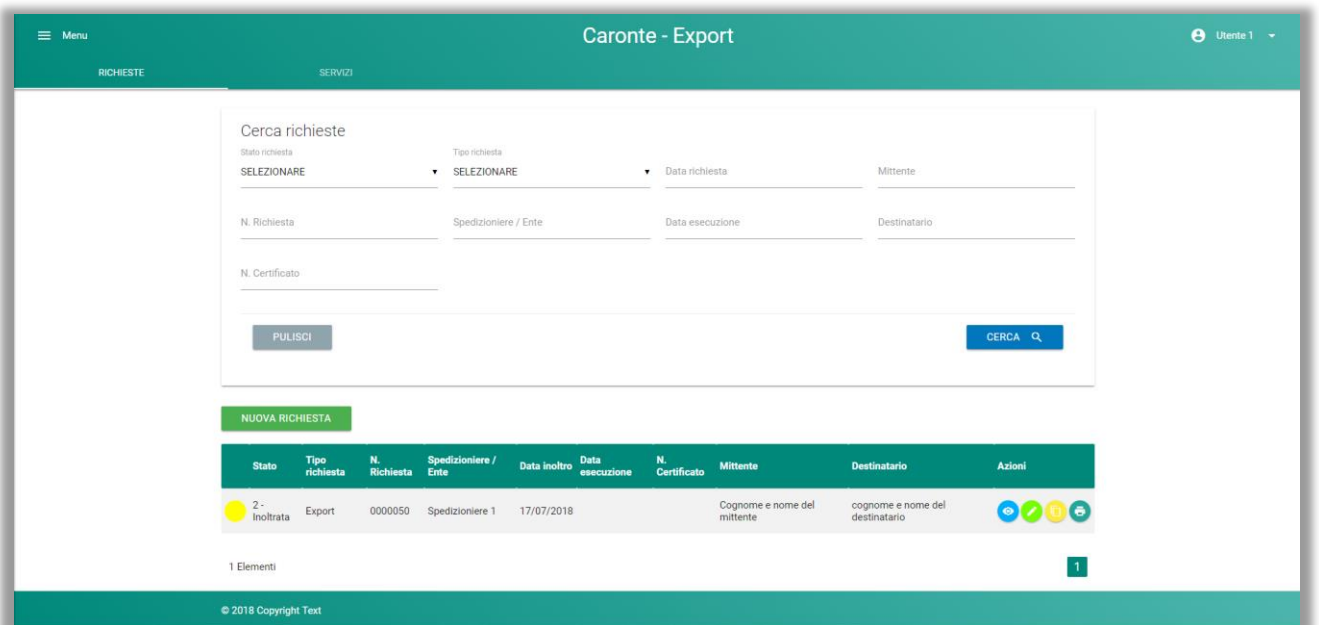 Menu
Caronte - Export
Utente 1
RICHIESTE
SERVIZI
Cerca richieste
Stato richiesta
Tipo richiesta
SELEZIONARE
SELEZIONARE
Data richiesta
Mittente
N. Richiesta
Spedizioniere / Ente
Data esecuzione
Destinatario
N. Certificato
PULISCI
CERCA
NUOVA RICHIESTA
Stato
Tipo richiesta
N. Richiesta
Spedizioniere / Ente
Data inoltro
Data esecuzione
N. Certificato
Mittente
Destinatario
Azioni
2 - Inoltrata
Export
0000050
Spedizioniere 1
17/07/2018
Cognome e nome del mittente
cognome e nome del destinatario
1 Elementi
1
© 2018 Copyright Text